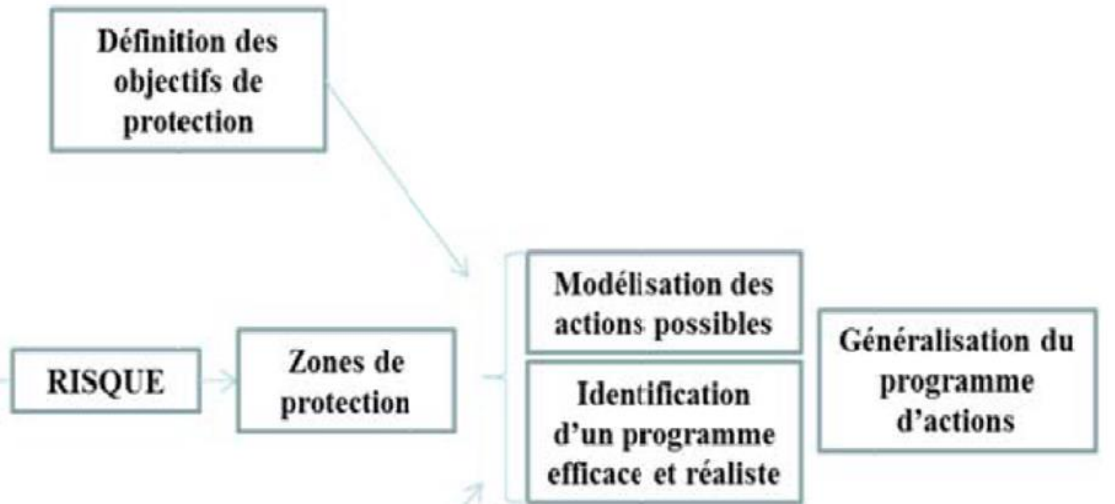 Définition des
objectifs de
protection
Modélisation des
actions possibles
RISQUE
Zones de
protection
Identification
d’un programme
efficace et réaliste
Généralisation du
programme
d’actions